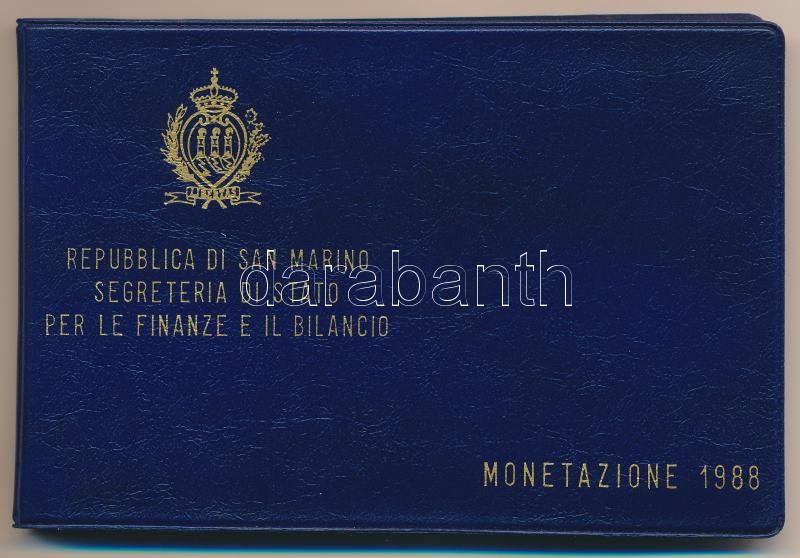 LIBERTAS
REPUBBLICA DI SAN MARINO
SEGRETERIA DI STATO
PER LE FINANZE E IL BILANCIO
darabanth
MONETAZIONE 1988